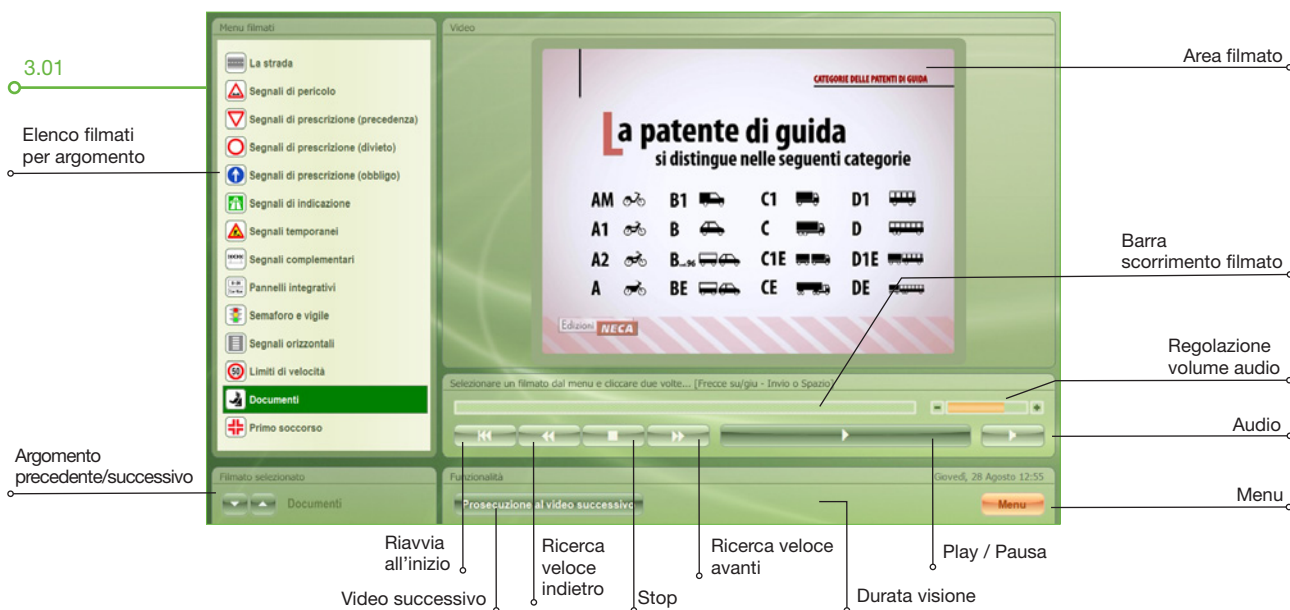 3.01
Elenco filmati
per argomento
Argomento
precedente/successivo
Menu filmati
La strada
Segnali di pericolo
Segnali di prescrizione (precedenza)
Segnali di prescrizione (divieto)
Segnali di prescrizione (obbligo)
Segnali di indicazione
Segnali temporanei
Segnali complementari
Pannelli integrativi
Semaforo e vigile
Segnali orizzontali
50 Limiti di velocità
Documenti
Primo soccorso
Filmato selezionato
Documenti
Video
CATEGORIE DELLE PATENTI DI GUIDA
La patente di guida
si distingue nelle seguenti categorie
AM B1 C1 D1
A1 B C D
A2 B...96 C1E D1E
A BE CE DE
Edizioni NECA
Selezionare un filmato dal menu e cliccare due volte... [Frecce su/giu - Invio o Spazio]
Funzionalità
Giovedì, 28 Agosto 12:55
Prosecuzione al video successivo
Menu
Area filmato
Barra
scorrimento filmato
Regolazione
volume audio
Audio
Menu
Riavvia
all'inizio
Ricerca
veloce
indietro
Ricerca veloce
avanti
Play / Pausa
Video successivo
Stop
Durata visione